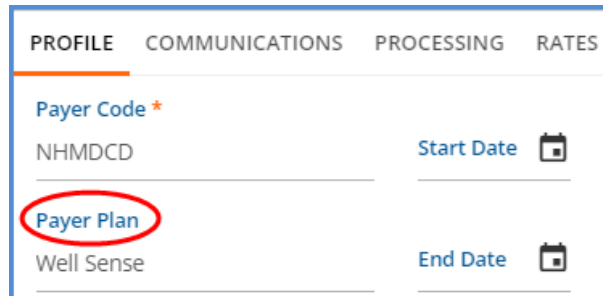 PROFILE COMMUNICATIONS PROCESSING RATES
Payer Code *
NHMDCD Start Date
Payer Plan
Well Sense End Date